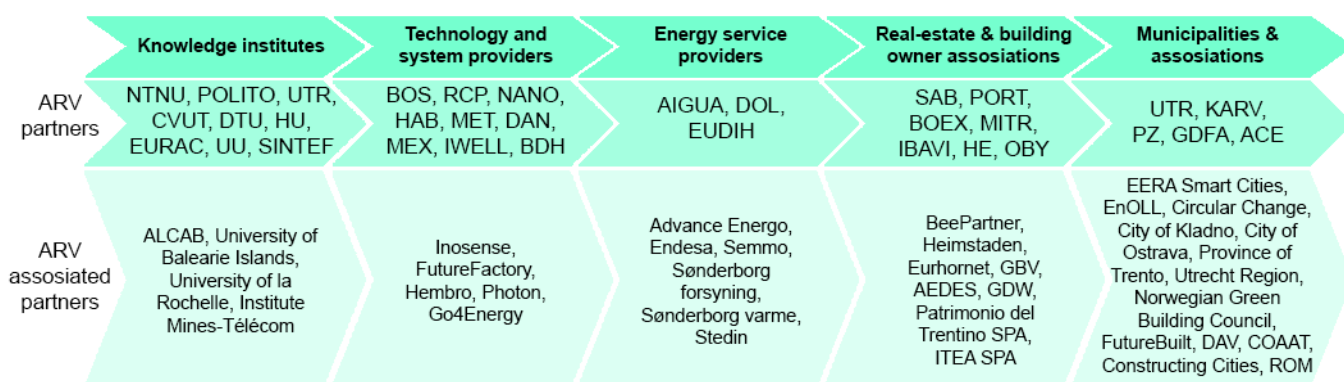 Knowledge institutes
Technology and
system providers
Energy service
providers
Real-estate & building
owner assosiations
Municipalities &
assosiations
ARV
partners
NTNU, POLITO, UTR,
CVUT, DTU, HU,
EURAC, UU, SINTEF
BOS, RCP, NANO,
HAB, MET, DAN,
MEX, IWELL, BDH
AIGUA, DOL,
EUDIH
SAB, PORT,
BOEX, MITR,
IBAVI, HE, OBY
UTR, KARV,
PZ, GDFA, ACE
ARV
assosiated
partners
ALCAB, University of
Balearie Islands,
University of la
Rochelle, Institute
Mines-Télécom
Inosense,
FutureFactory,
Hembro, Photon,
Go4Energy
Advance Energo,
Endesa, Semmo,
Sønderborg
forsyning,
Sønderborg varme,
Stedin
BeePartner,
Heimstaden,
Eurhornet, GBV,
AEDES, GDW,
Patrimonio del
Trentino SPA,
ITEA SPA
EERA Smart Cities,
EnOLL, Circular Change,
City of Kladno, City of
Ostrava, Province of
Trento, Utrecht Region,
Norwegian Green
Building Council,
FutureBuilt, DAV, COAAT,
Constructing Cities, ROM